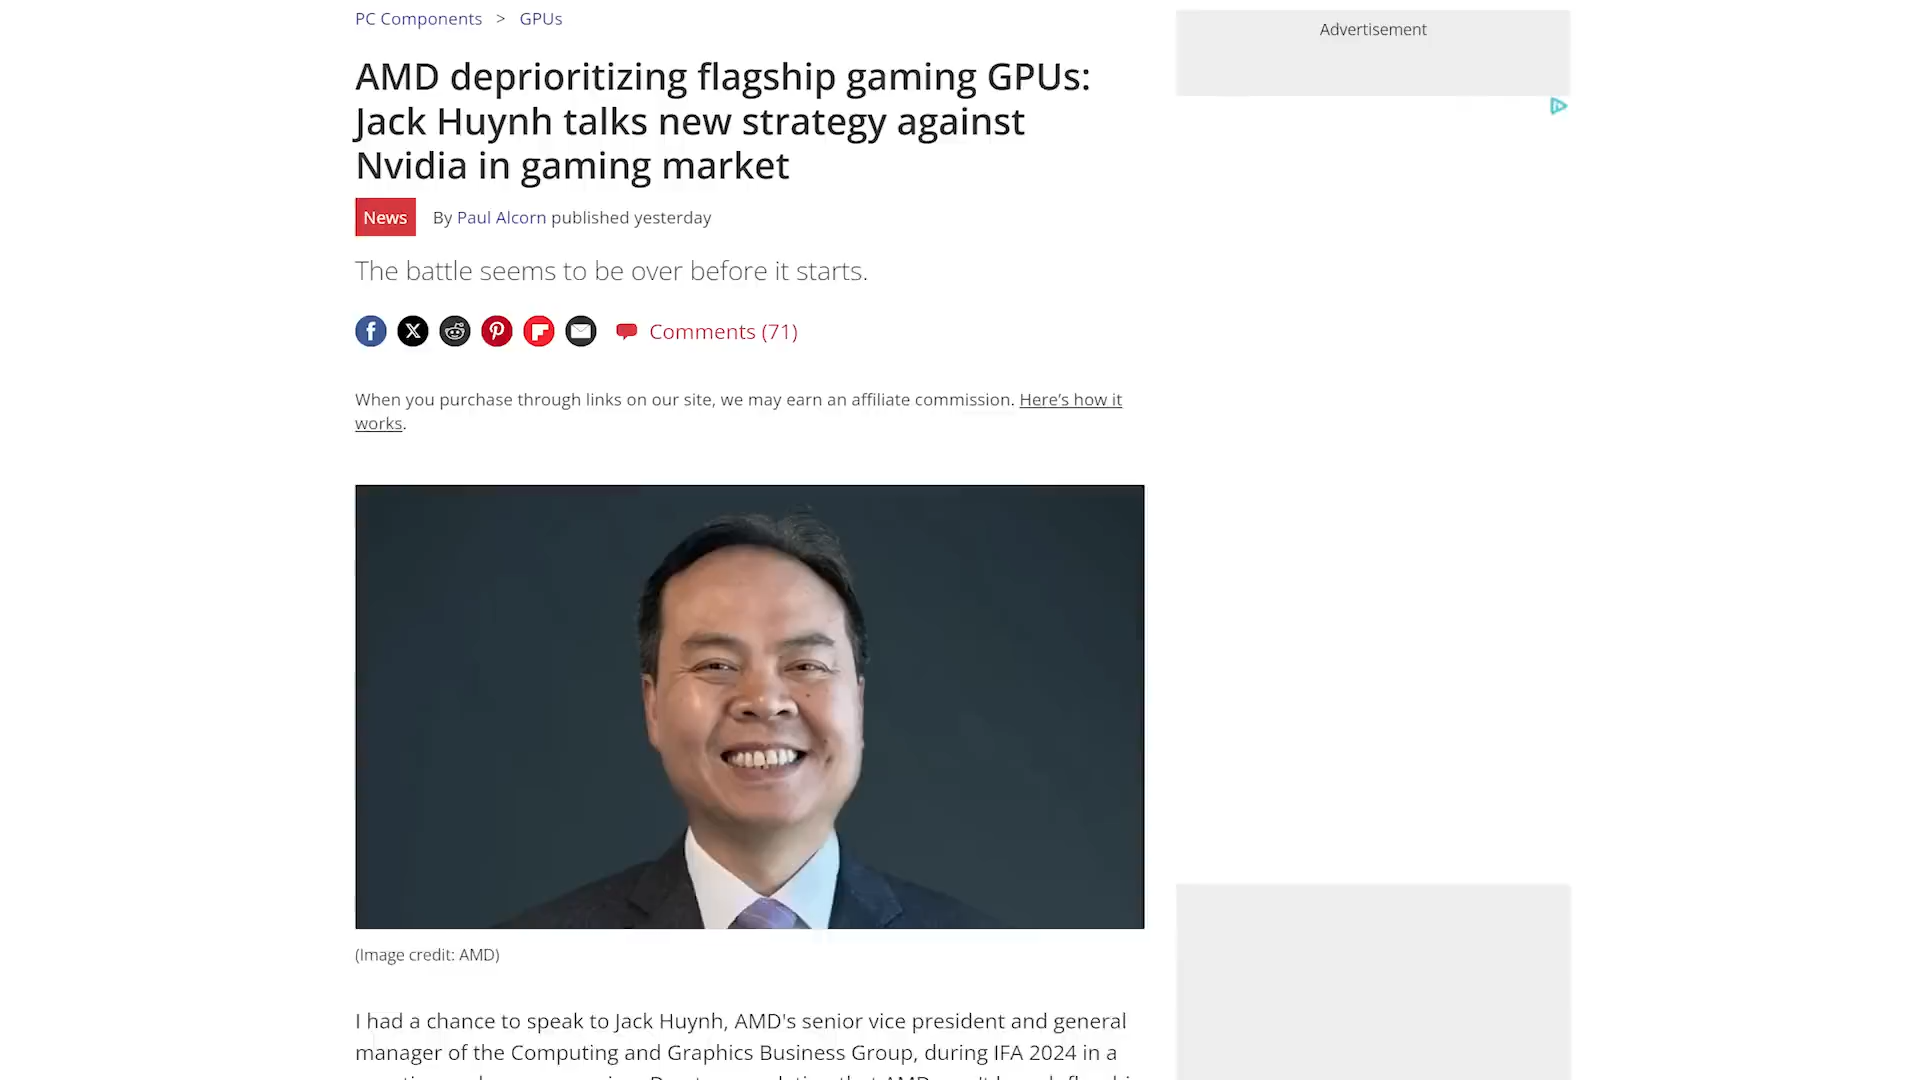 PC Components > GPUs
Advertisement
AMD deprioritizing flagship gaming GPUs:
Jack Huynh talks new strategy against
Nvidia in gaming market
News By Paul Alcorn published yesterday
The battle seems to be over before it starts.
Comments (71)
When you purchase through links on our site, we may earn an affiliate commission. Here’s how it
works.
(Image credit: AMD)
I had a chance to speak to Jack Huynh, AMD's senior vice president and general
manager of the Computing and Graphics Business Group, during IFA 2024 in a